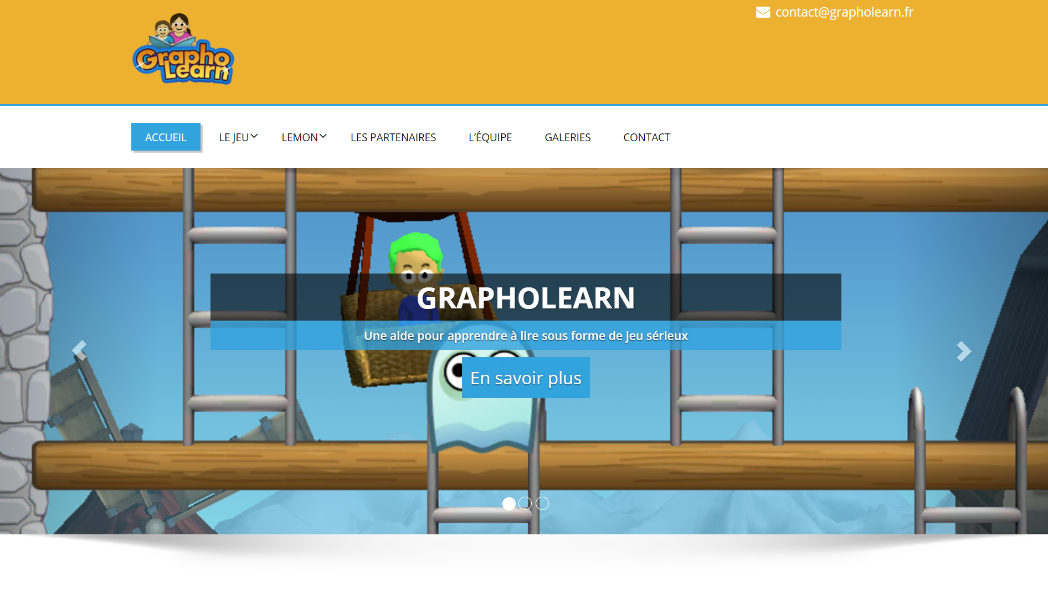 contact@grapholearn.fr
Grapho
Learn
ACCUEIL
LE JEU
LEMON
LES PARTENAIRES
L'ÉQUIPE
GALERIES
CONTACT
GRAPHOLEARN
Une aide pour apprendre à lire sous forme de jeu sérieux
En savoir plus